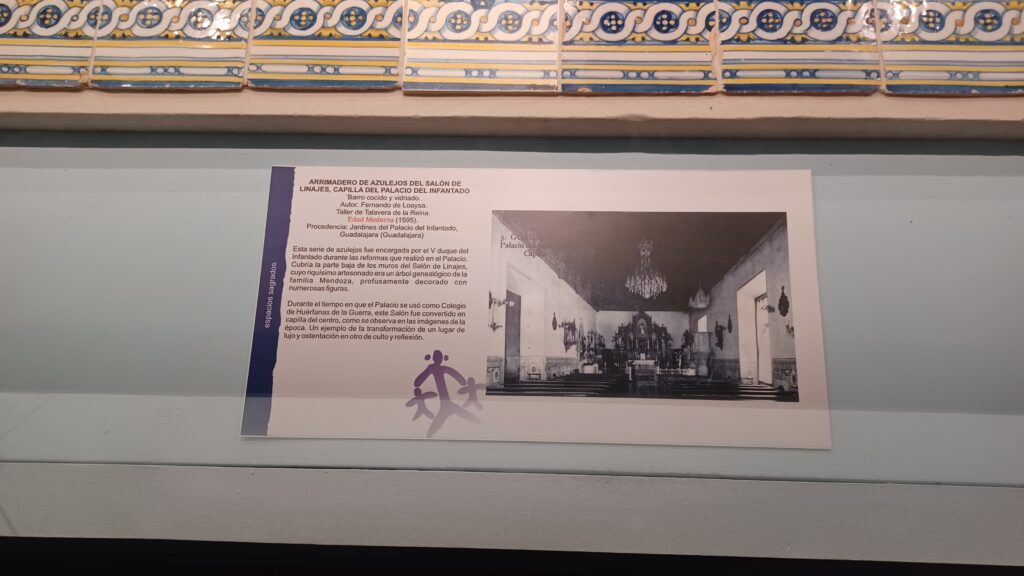 ARRIMADERO DE AZULEJOS DEL SALÓN DE
LINAJES, CAPILLA DEL PALACIO DEL INFANTADO
Barro cocido y vidriado.
Autor: Fernando de Loaysa.
Taller de Talavera de la Reina.
Edad Moderna (1595).
Procedencia: Jardines del Palacio del Infantado,
Guadalajara (Guadalajara)
Esta serie de azulejos fue encargada por el V duque del
Infantado durante las reformas que realizó en el Palacio.
Cubría la parte baja de los muros del Salón de Linajes,
cuyo riquísimo artesonado era un árbol genealógico de la
familia Mendoza, profusamente decorado con
numerosas figuras.
Durante el tiempo en que el Palacio se usó como Colegio
de Huérfanas de la Guerra, este Salón fue convertido en
capilla del centro, como se observa en las imágenes de la
época. Un ejemplo de la transformación de un lugar de
lujo y ostentación en otro de culto y reflexión.
espacios sagrados
Palacio del